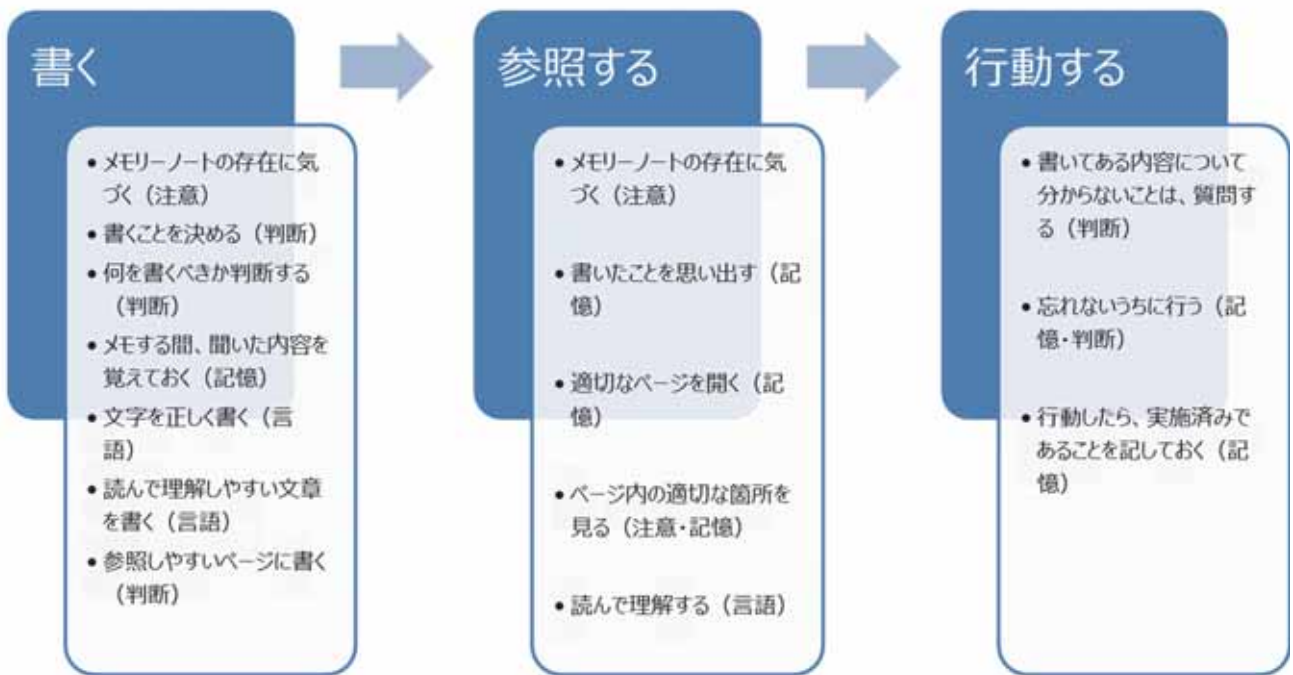 書く
• メモリーノートの存在に気
づく（注意）
• 書くことを決める（判断）
• 何を書くべきか判断する
（判断）
• メモする間、聞いた内容を
覚えておく（記憶）
• 文字を正しく書く（言
語）
• 読んで理解しやすい文章
を書く（言語）
• 参照しやすいページに書く
（判断）
参照する
• メモリーノートの存在に気
づく（注意）
• 書いたことを思い出す（記
憶）
• 適切なページを開く（記
憶）
• ページ内の適切な箇所を
見る（注意・記憶）
• 読んで理解する（言語）
行動する
• 書いてある内容について
分からないことは、質問す
る（判断）
• 忘れないうちに行う（記
憶・判断）
• 行動したら、実施済みで
あることを記しておく（記
憶）